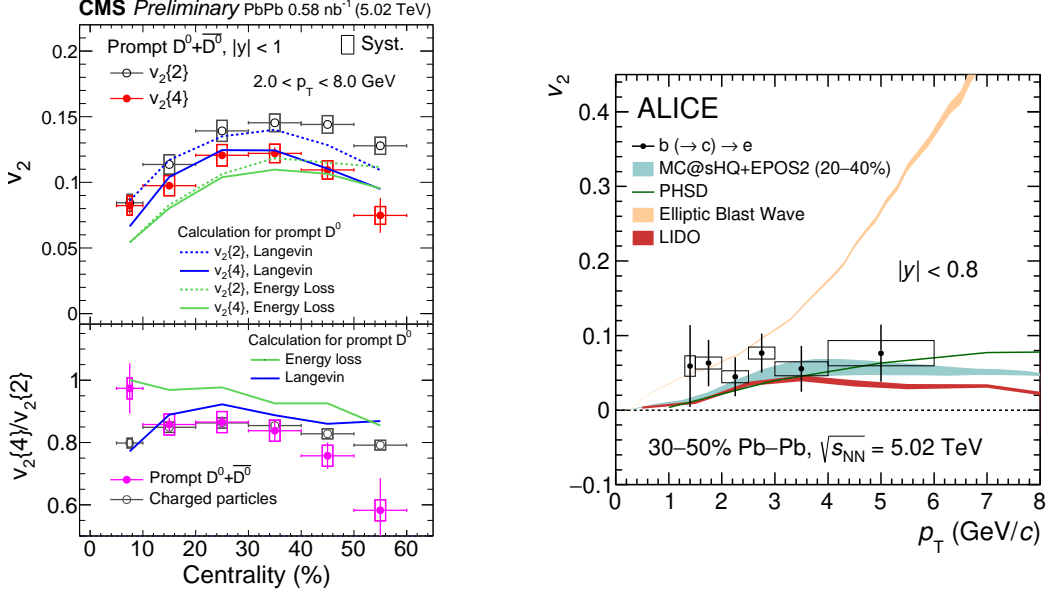 CMS Preliminary PbPb 0.58 nb⁻¹ (5.02 TeV)
Prompt D⁰+D̅⁰, |y| < 1
Syst.
v₂{2}
v₂{4}
2.0 < p_T < 8.0 GeV
0.2
0.15
0.1
0.05
0
v₂
Calculation for prompt D⁰
v₂{2}, Langevin
v₂{4}, Langevin
v₂{2}, Energy Loss
v₂{4}, Energy Loss
Calculation for prompt D⁰
Energy loss
Langevin
1
0.8
0.6
v₂{4}/v₂{2}
Prompt D⁰+D̅⁰
Charged particles
0 10 20 30 40 50 60
Centrality (%)
v₂
ALICE
b (→ c) → e
MC@sHQ+EPOS2 (20–40%)
PHSD
Elliptic Blast Wave
LIDO
|y| < 0.8
0.4
0.3
0.2
0.1
0
−0.1
30–50% Pb–Pb, √s_NN = 5.02 TeV
0 1 2 3 4 5 6 7 8
p_T (GeV/c)